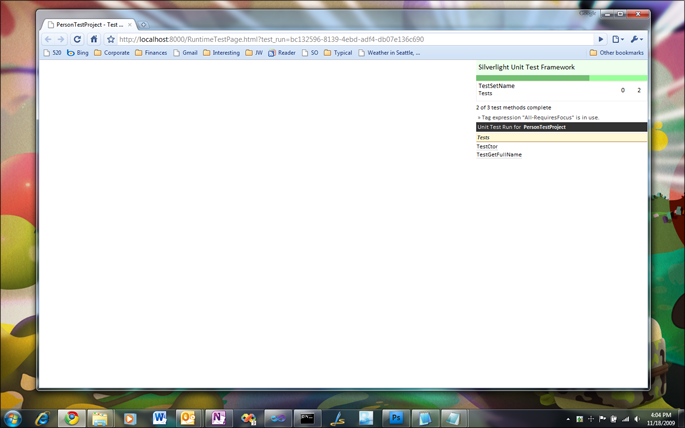 PersonTestProject - Test ...
http://localhost:8000/RuntimeTestPage.html?test_run=bc132596-8139-4ebd-adf4-db07e136c690
520 Bing Corporate Finances Gmail Interesting JW Reader SO Typical Weather in Seattle, ... Other bookmarks
Silverlight Unit Test Framework
TestSetName 0 2
Tests
2 of 3 test methods complete
+ Tag expression "All-RequiresFocus" is in use.
Unit Test Run for PersonTestProject
Tests
TestCtor
TestGetFullName
4:04 PM
11/18/2009